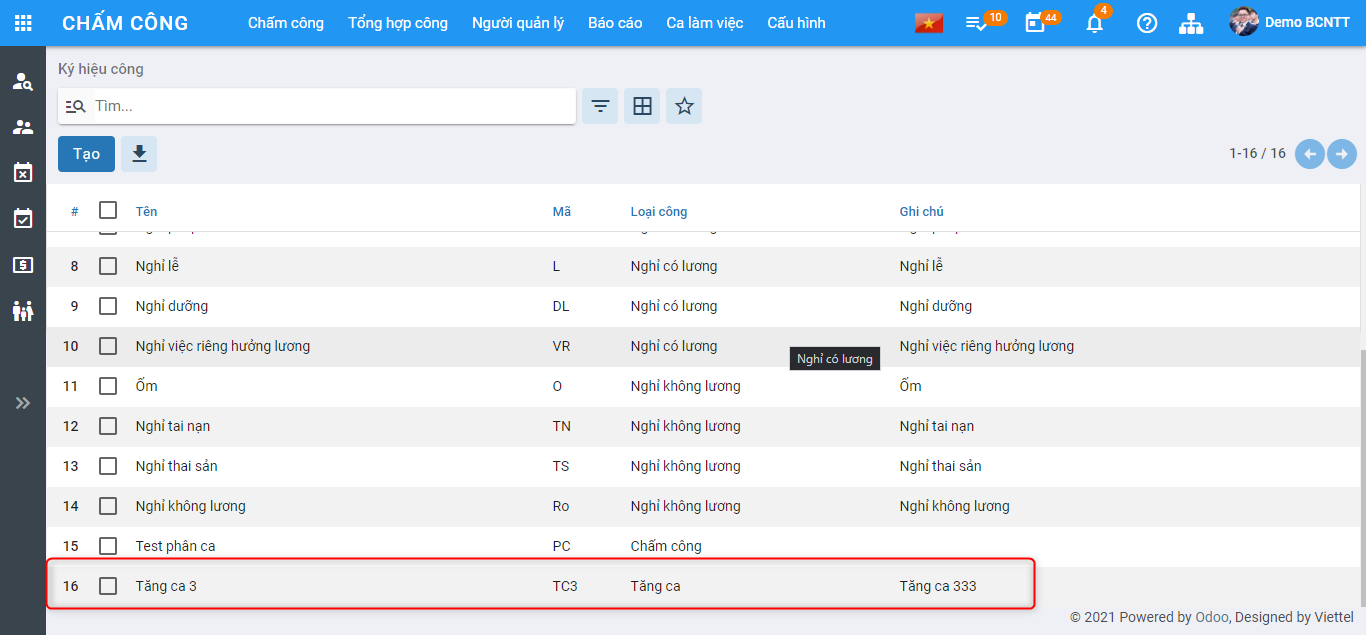 CHẤM CÔNG Chấm công Tổng hợp công Người quản lý Báo cáo Ca làm việc Cấu hình 10 44 4 Demo BCNTT
Ký hiệu công
Tìm...
Tạo 1-16 / 16
# Tên Mã Loại công Ghi chú
8 Nghỉ lễ L Nghỉ có lương Nghỉ lễ
9 Nghỉ dưỡng DL Nghỉ có lương Nghỉ dưỡng
10 Nghỉ việc riêng hưởng lương VR Nghỉ có lương Nghỉ việc riêng hưởng lương
Nghỉ có lương
11 Ốm O Nghỉ không lương Ốm
12 Nghỉ tai nạn TN Nghỉ không lương Nghỉ tai nạn
13 Nghỉ thai sản TS Nghỉ không lương Nghỉ thai sản
14 Nghỉ không lương Ro Nghỉ không lương Nghỉ không lương
15 Test phân ca PC Chấm công
16 Tăng ca 3 TC3 Tăng ca Tăng ca 333
© 2021 Powered by Odoo, Designed by Viettel